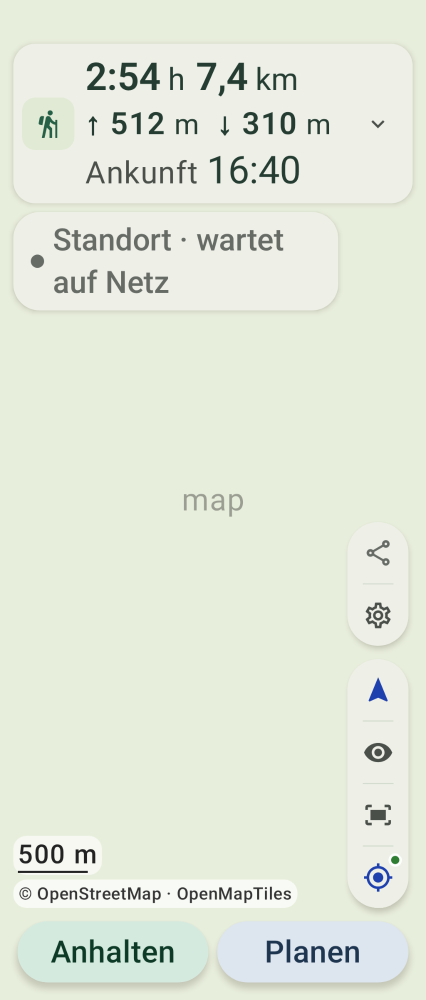 2:54 h 7,4 km
↑ 512 m ↓ 310 m
Ankunft 16:40
Standort · wartet
auf Netz
map
500 m
© OpenStreetMap · OpenMapTiles
Anhalten Planen